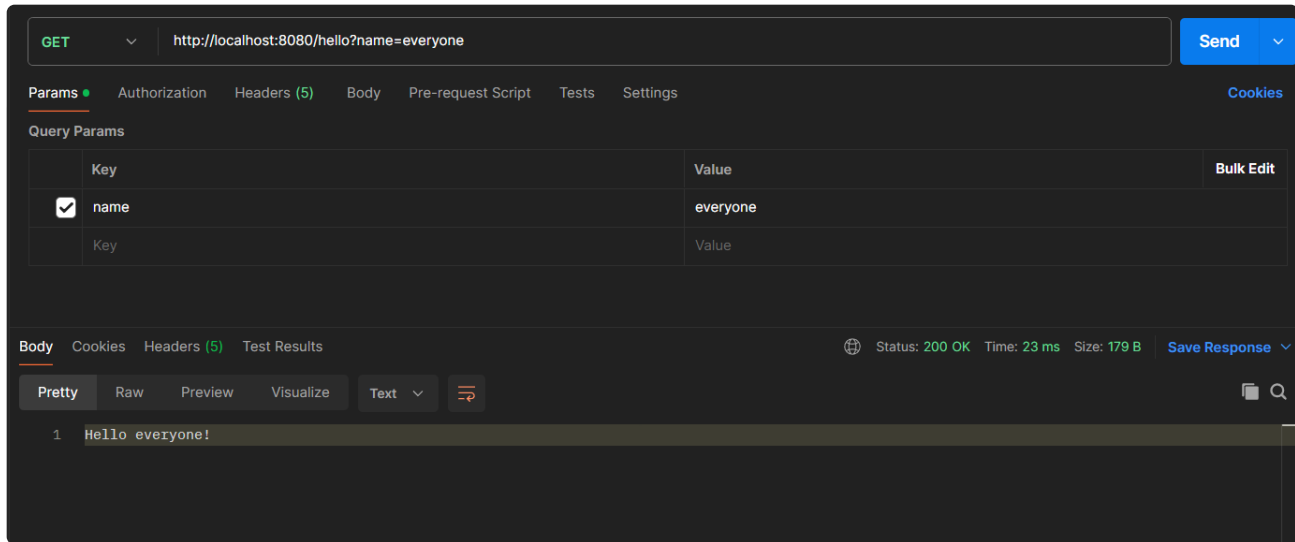 GET http://localhost:8080/hello?name=everyone Send
Params Authorization Headers (5) Body Pre-request Script Tests Settings Cookies
Query Params
Key Value Bulk Edit
name everyone
Key Value
Body Cookies Headers (5) Test Results Status: 200 OK Time: 23 ms Size: 179 B Save Response
Pretty Raw Preview Visualize Text
1 Hello everyone!